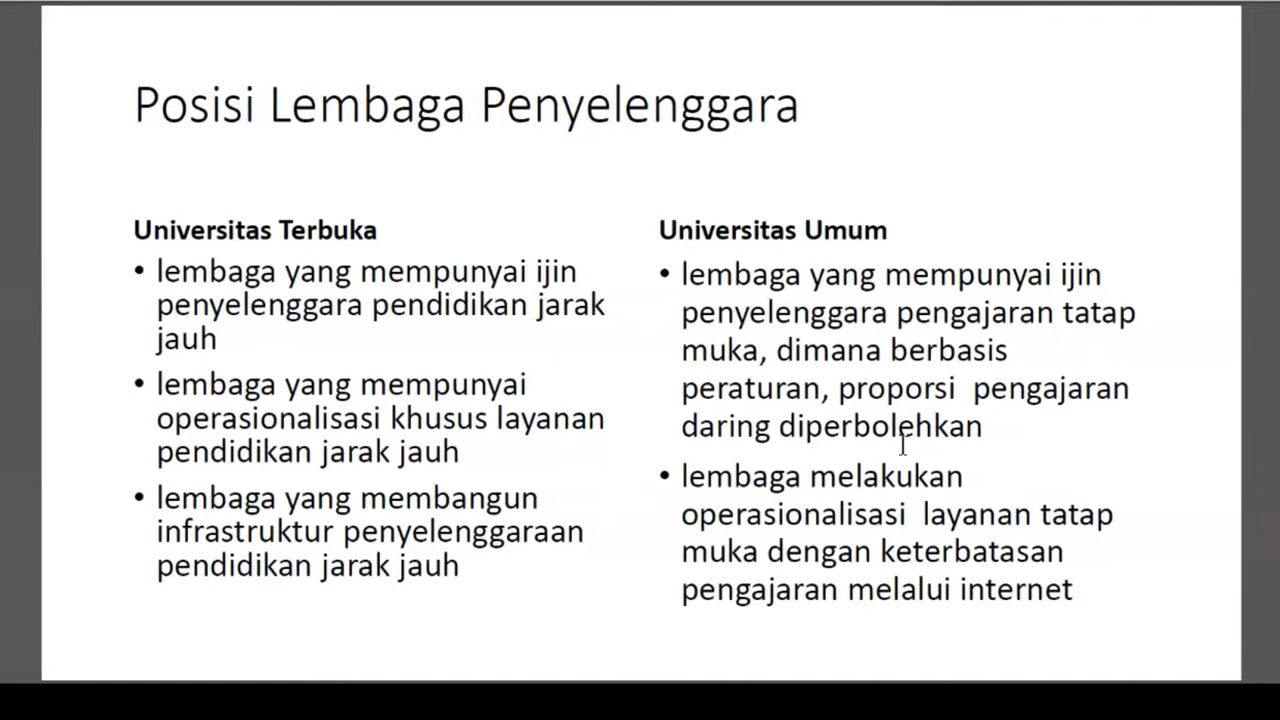 Posisi Lembaga Penyelenggara
Universitas Terbuka
• lembaga yang mempunyai ijin
penyelenggara pendidikan jarak
jauh
• lembaga yang mempunyai
operasionalisasi khusus layanan
pendidikan jarak jauh
• lembaga yang membangun
infrastruktur penyelenggaraan
pendidikan jarak jauh
Universitas Umum
• lembaga yang mempunyai ijin
penyelenggara pengajaran tatap
muka, dimana berbasis
peraturan, proporsi pengajaran
daring diperbolehkan
• lembaga melakukan
operasionalisasi layanan tatap
muka dengan keterbatasan
pengajaran melalui internet